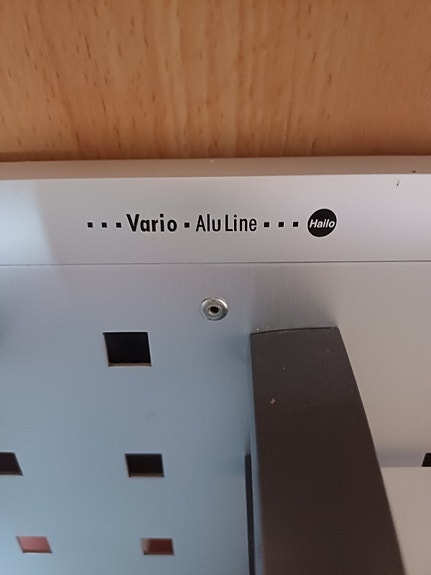 ▪▪▪ Vario ▪ Alu Line ▪▪▪ Hailo